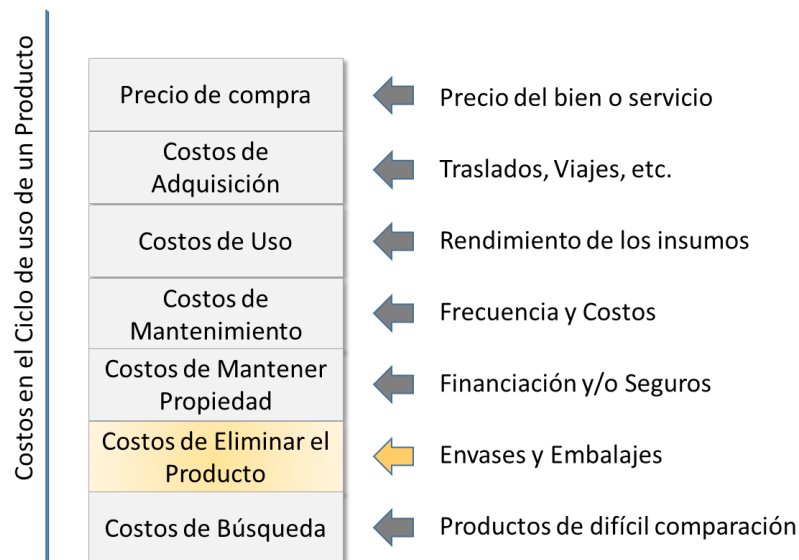 Costos en el Ciclo de uso de un Producto
Precio de compra
Precio del bien o servicio
Costos de
Adquisición
Traslados, Viajes, etc.
Costos de Uso
Rendimiento de los insumos
Costos de
Mantenimiento
Frecuencia y Costos
Costos de Mantener
Propiedad
Financiación y/o Seguros
Costos de Eliminar el
Producto
Envases y Embalajes
Costos de Búsqueda
Productos de difícil comparación